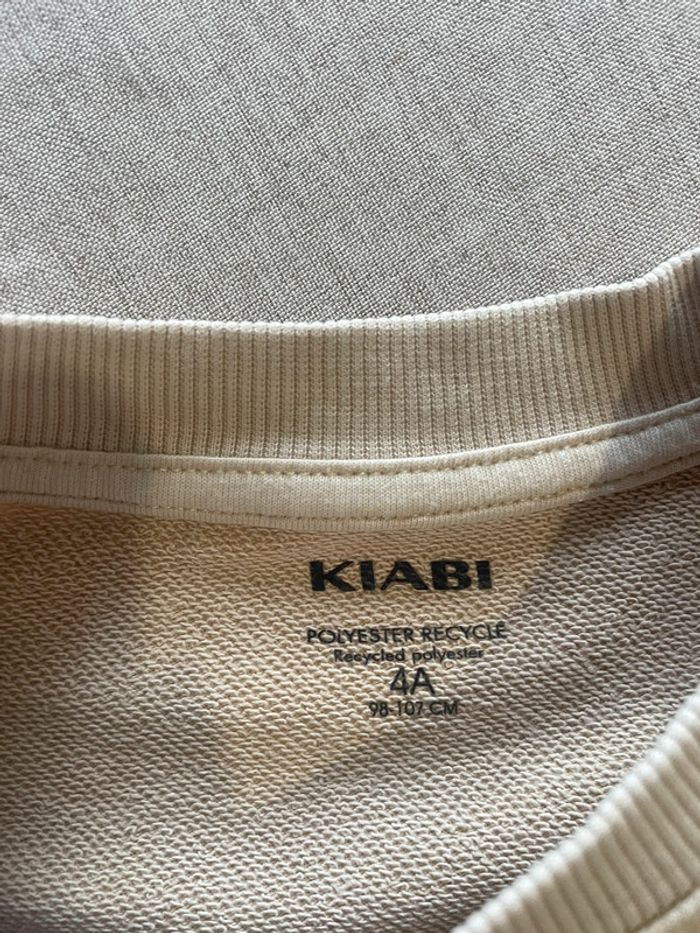 KIABI
POLYESTER RECYCLÉ
Recycled polyester
4A
98-107 CM